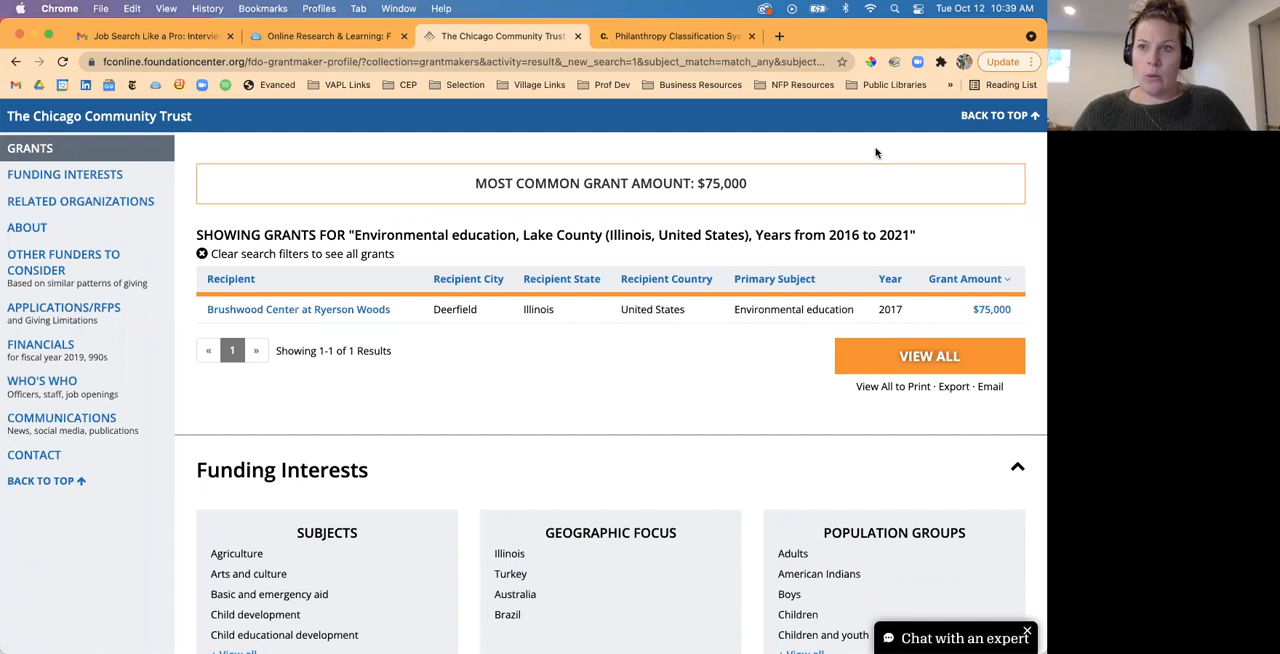 Chrome File Edit View History Bookmarks Profiles Tab Window Help Tue Oct 12 10:39 AM
Job Search Like a Pro: Intervie Online Research & Learning: F The Chicago Community Trust Philanthropy Classification Sys
fconline.foundationcenter.org/fdo-grantmaker-profile/?collection=grantmakers&activity=result&_new_search=1&subject_match=match_any&subject... Update
Evanced VAPL Links CEP Selection Village Links Prof Dev Business Resources NFP Resources Public Libraries » Reading List
The Chicago Community Trust
BACK TO TOP
GRANTS
FUNDING INTERESTS
RELATED ORGANIZATIONS
ABOUT
OTHER FUNDERS TO
CONSIDER
Based on similar patterns of giving
APPLICATIONS/RFPS
and Giving Limitations
FINANCIALS
for fiscal year 2019, 990s
WHO'S WHO
Officers, staff, job openings
COMMUNICATIONS
News, social media, publications
CONTACT
BACK TO TOP
MOST COMMON GRANT AMOUNT: $75,000
SHOWING GRANTS FOR "Environmental education, Lake County (Illinois, United States), Years from 2016 to 2021"
Clear search filters to see all grants
Recipient Recipient City Recipient State Recipient Country Primary Subject Year Grant Amount
Brushwood Center at Ryerson Woods Deerfield Illinois United States Environmental education 2017 $75,000
« 1 » Showing 1-1 of 1 Results
VIEW ALL
View All to Print · Export · Email
Funding Interests
SUBJECTS
Agriculture
Arts and culture
Basic and emergency aid
Child development
Child educational development
+ View all
GEOGRAPHIC FOCUS
Illinois
Turkey
Australia
Brazil
POPULATION GROUPS
Adults
American Indians
Boys
Children
Children and youth
+ View all
Chat with an expert